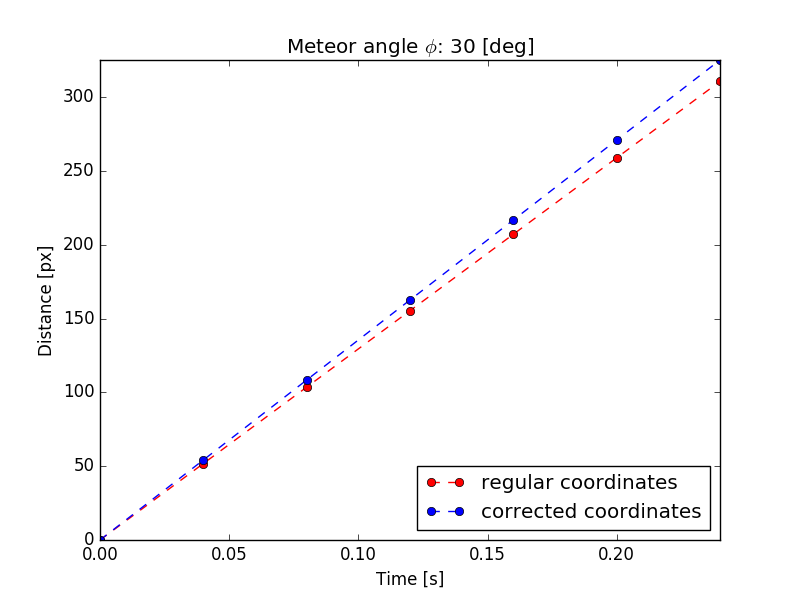 Meteor angle ϕ: 30 [deg]
Distance [px]
300
250
200
150
100
50
0
0.00
0.05
0.10
0.15
0.20
Time [s]
regular coordinates
corrected coordinates